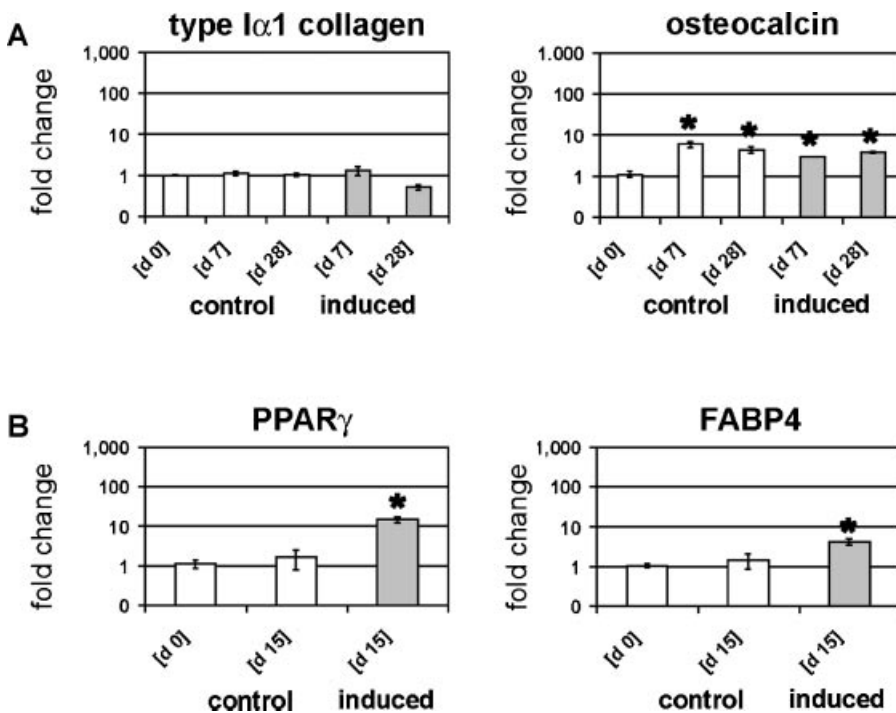 A
type Iα1 collagen
fold change
1,000
100
10
1
0
[d 0]
[d 7]
[d 28]
[d 7]
[d 28]
control
induced
osteocalcin
fold change
1,000
100
10
1
0
*
*
*
*
[d 0]
[d 7]
[d 28]
[d 7]
[d 28]
control
induced
B
PPARγ
fold change
1,000
100
10
1
0
*
[d 0]
[d 15]
[d 15]
control
induced
FABP4
fold change
1,000
100
10
1
0
*
[d 0]
[d 15]
[d 15]
control
induced